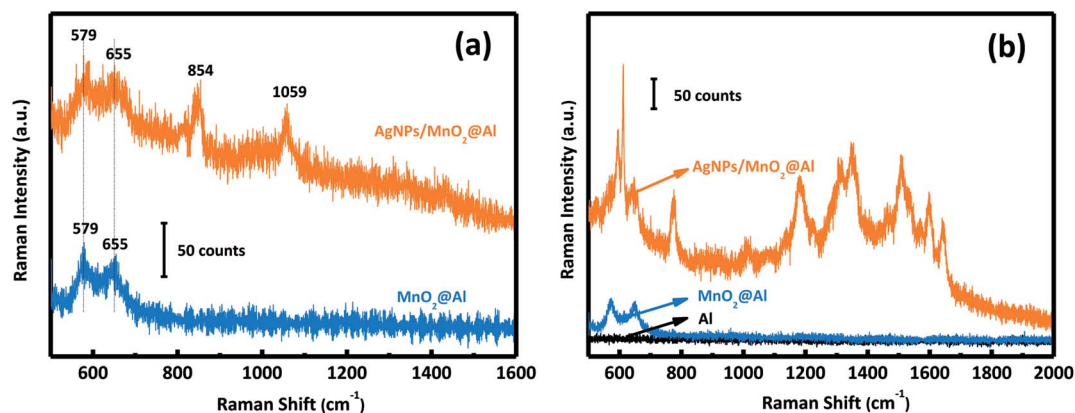 (a)
579
655
854
1059
AgNPs/MnO₂@Al
579
655
50 counts
MnO₂@Al
Raman Intensity (a.u.)
600 800 1000 1200 1400 1600
Raman Shift (cm⁻¹)
(b)
50 counts
AgNPs/MnO₂@Al
MnO₂@Al
Al
Raman Intensity (a.u.)
600 800 1000 1200 1400 1600 1800 2000
Raman Shift (cm⁻¹)